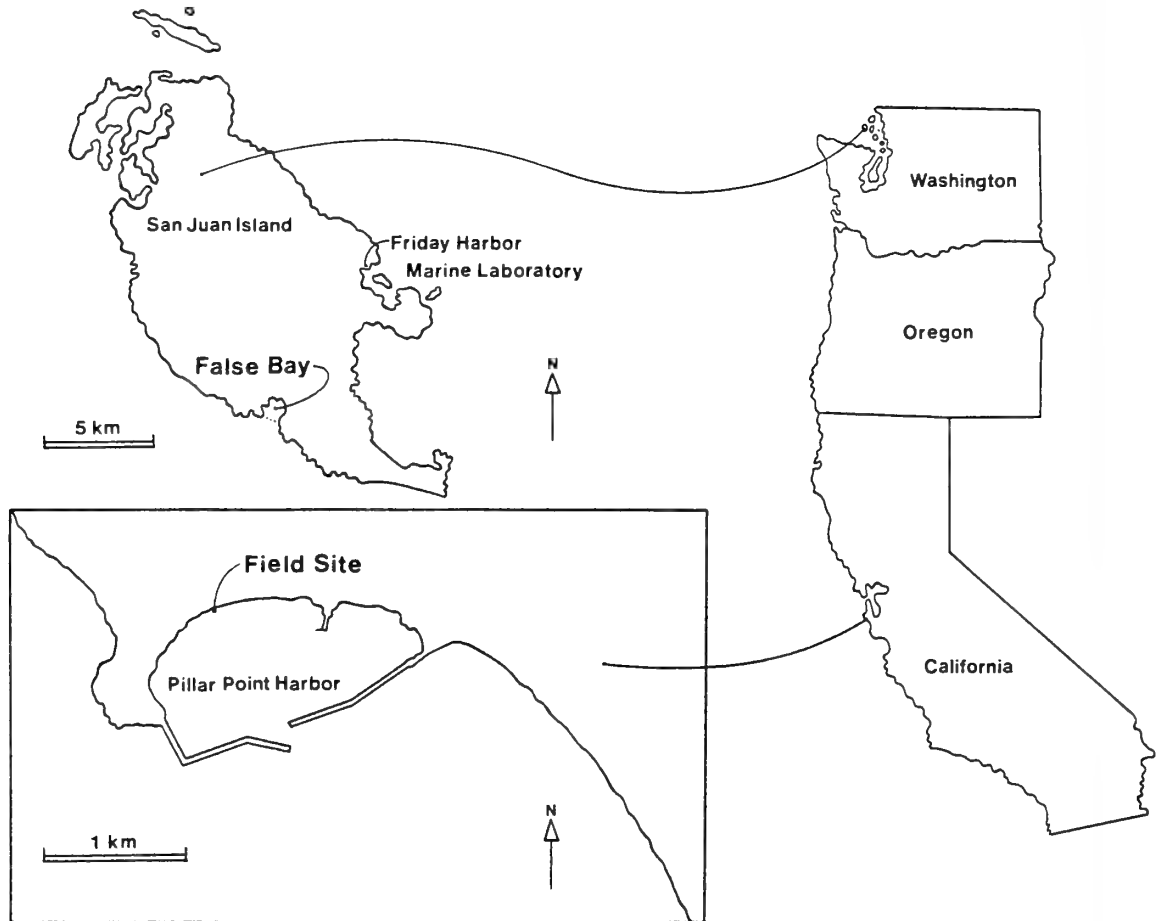 San Juan Island
Friday Harbor
Marine Laboratory
False Bay
5 km
N
Washington
Oregon
California
Field Site
Pillar Point Harbor
1 km
N